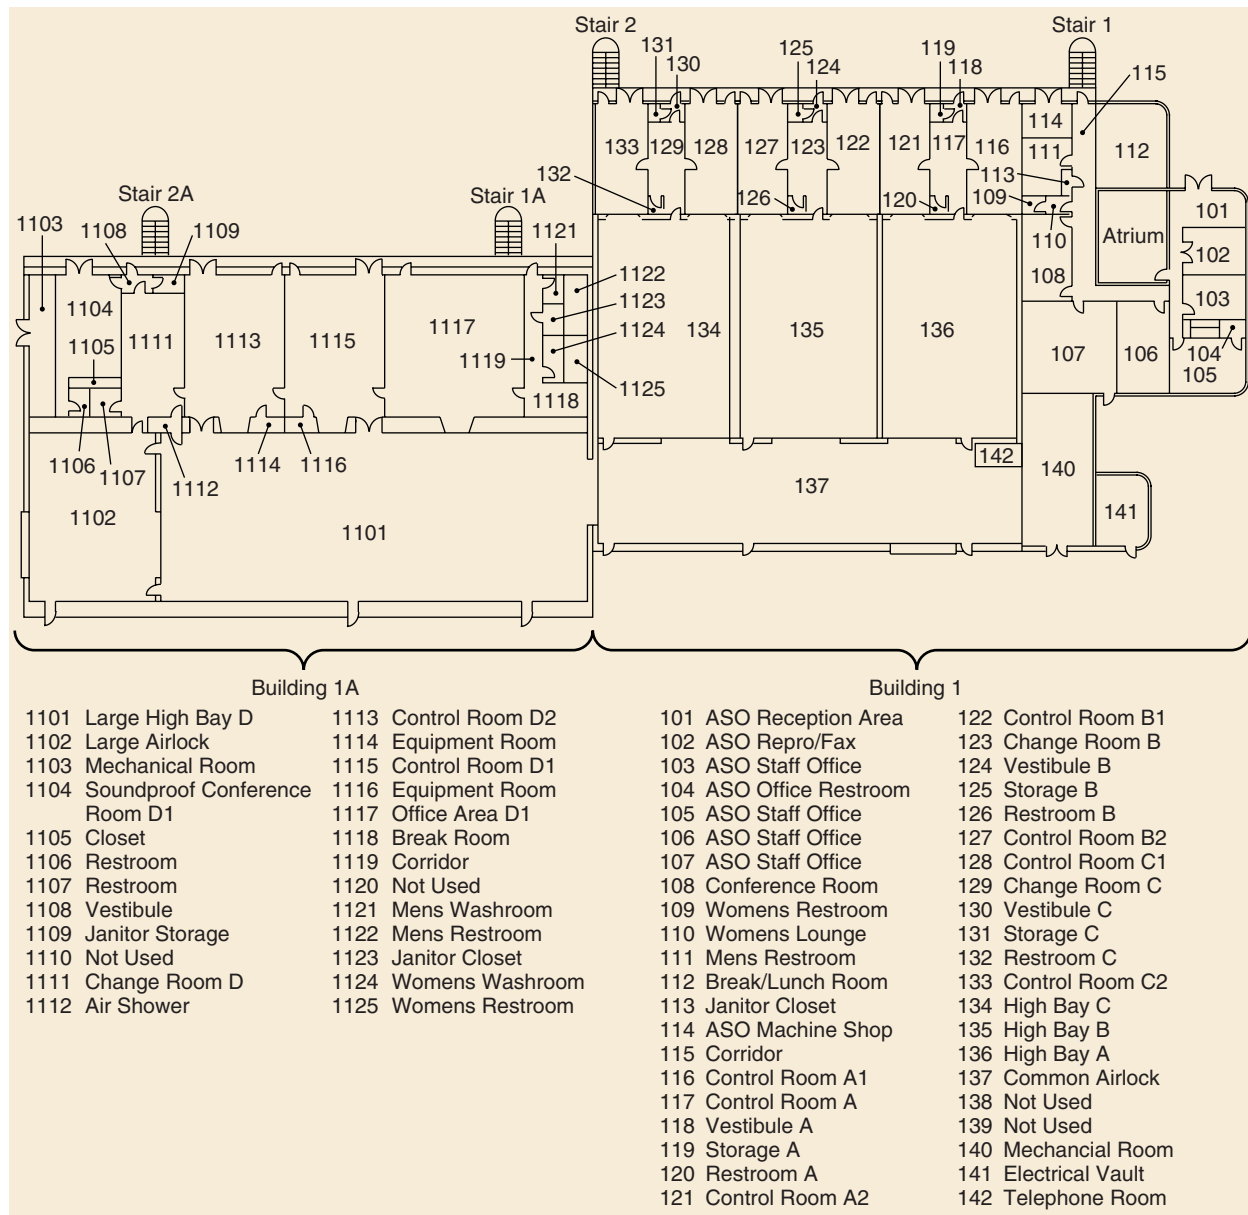 Stair 2
Stair 1
131
130
125
124
119
118
115
133
129
128
127
123
122
121
117
116
114
111
112
113
132
126
120
109
110
101
Atrium
102
108
103
104
105
106
107
Stair 2A
Stair 1A
1103
1108
1109
1121
1122
1123
1124
1125
1104
1105
1111
1113
1115
1117
1119
1118
134
135
136
1106
1107
1112
1114
1116
142
140
137
141
1102
1101
Building 1A
Building 1
1101 Large High Bay D
1102 Large Airlock
1103 Mechanical Room
1104 Soundproof Conference
Room D1
1105 Closet
1106 Restroom
1107 Restroom
1108 Vestibule
1109 Janitor Storage
1110 Not Used
1111 Change Room D
1112 Air Shower
1113 Control Room D2
1114 Equipment Room
1115 Control Room D1
1116 Equipment Room
1117 Office Area D1
1118 Break Room
1119 Corridor
1120 Not Used
1121 Mens Washroom
1122 Mens Restroom
1123 Janitor Closet
1124 Womens Washroom
1125 Womens Restroom
101 ASO Reception Area
102 ASO Repro/Fax
103 ASO Staff Office
104 ASO Office Restroom
105 ASO Staff Office
106 ASO Staff Office
107 ASO Staff Office
108 Conference Room
109 Womens Restroom
110 Womens Lounge
111 Mens Restroom
112 Break/Lunch Room
113 Janitor Closet
114 ASO Machine Shop
115 Corridor
116 Control Room A1
117 Control Room A
118 Vestibule A
119 Storage A
120 Restroom A
121 Control Room A2
122 Control Room B1
123 Change Room B
124 Vestibule B
125 Storage B
126 Restroom B
127 Control Room B2
128 Control Room C1
129 Change Room C
130 Vestibule C
131 Storage C
132 Restroom C
133 Control Room C2
134 High Bay C
135 High Bay B
136 High Bay A
137 Common Airlock
138 Not Used
139 Not Used
140 Mechancial Room
141 Electrical Vault
142 Telephone Room